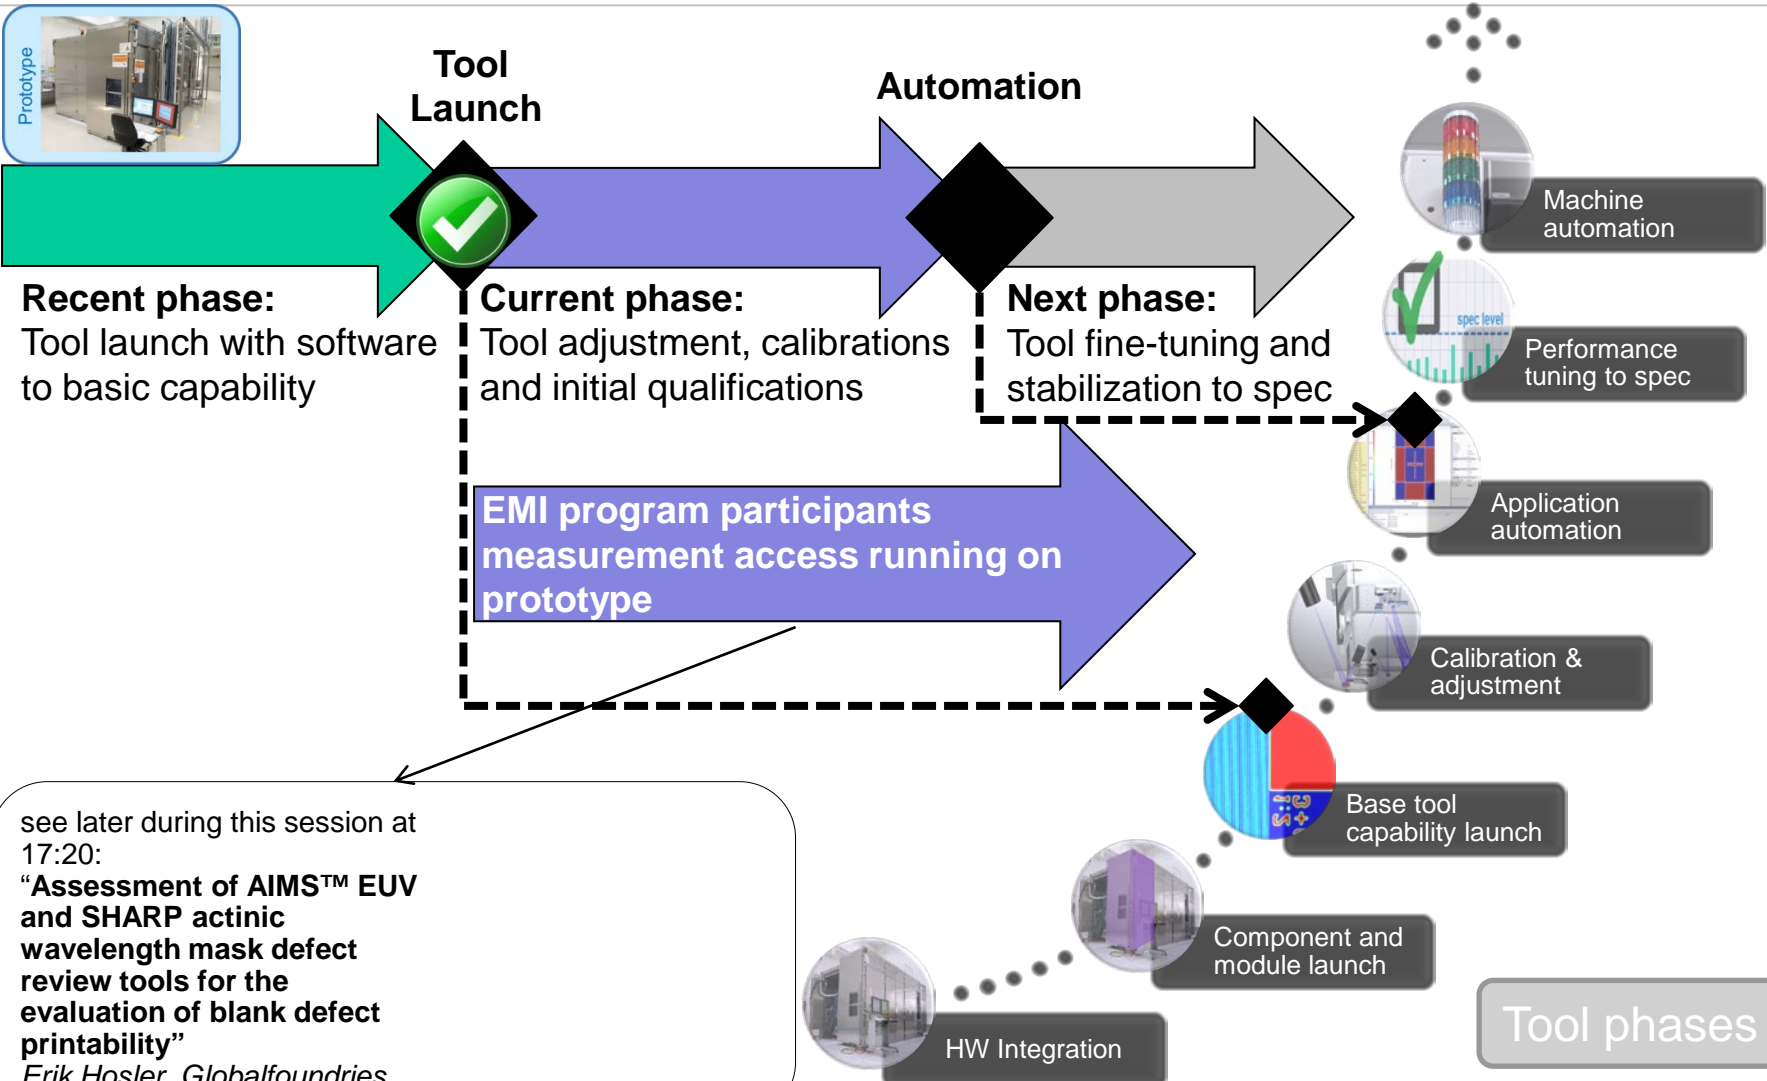 Prototype
Tool
Launch
Automation
Recent phase:
Tool launch with software
to basic capability
Current phase:
Tool adjustment, calibrations
and initial qualifications
Next phase:
Tool fine-tuning and
stabilization to spec
EMI program participants
measurement access running on
prototype
see later during this session at
17:20:
“Assessment of AIMS™ EUV
and SHARP actinic
wavelength mask defect
review tools for the
evaluation of blank defect
printability”
Erik Hosler, Globalfoundries
Machine
automation
spec level
Performance
tuning to spec
Application
automation
Calibration &
adjustment
Base tool
capability launch
Component and
module launch
HW Integration
Tool phases